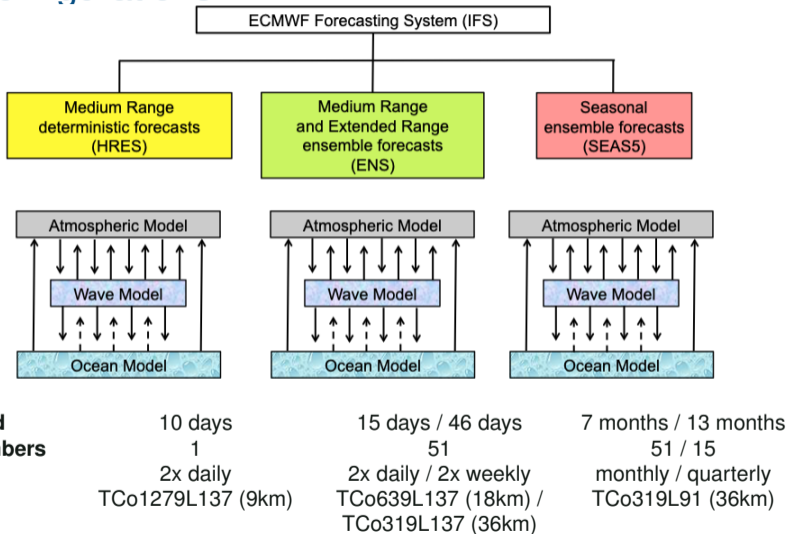 ECMWF Forecasting System (IFS)
Medium Range
deterministic forecasts
(HRES)
Medium Range
and Extended Range
ensemble forecasts
(ENS)
Seasonal
ensemble forecasts
(SEAS5)
Atmospheric Model
Atmospheric Model
Atmospheric Model
Wave Model
Wave Model
Wave Model
Ocean Model
Ocean Model
Ocean Model
10 days
15 days / 46 days
7 months / 13 months
bers
1
51
51 / 15
2x daily
2x daily / 2x weekly
monthly / quarterly
TCo1279L137 (9km)
TCo639L137 (18km) /
TCo319L137 (36km)
TCo319L91 (36km)